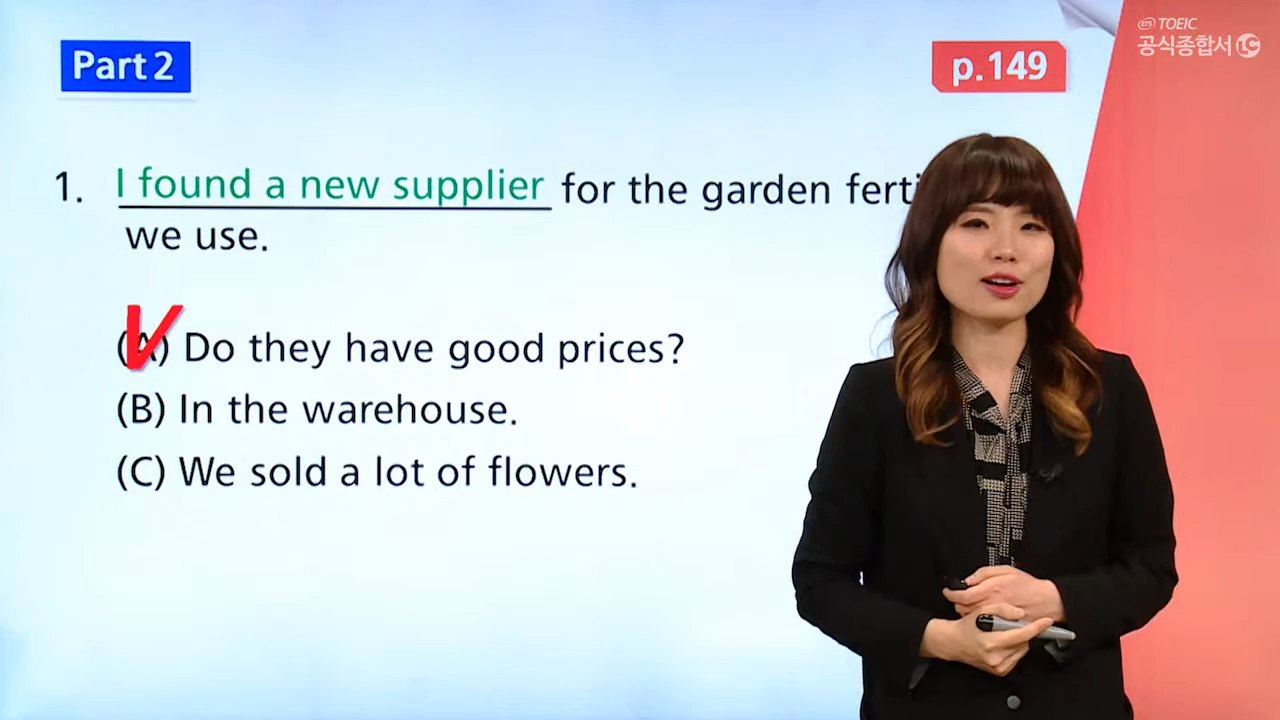 Part 2
p.149
ETS TOEIC
공식종합서 LC
1. I found a new supplier for the garden
we use.
(A) Do they have good prices?
(B) In the warehouse.
(C) We sold a lot of flowers.